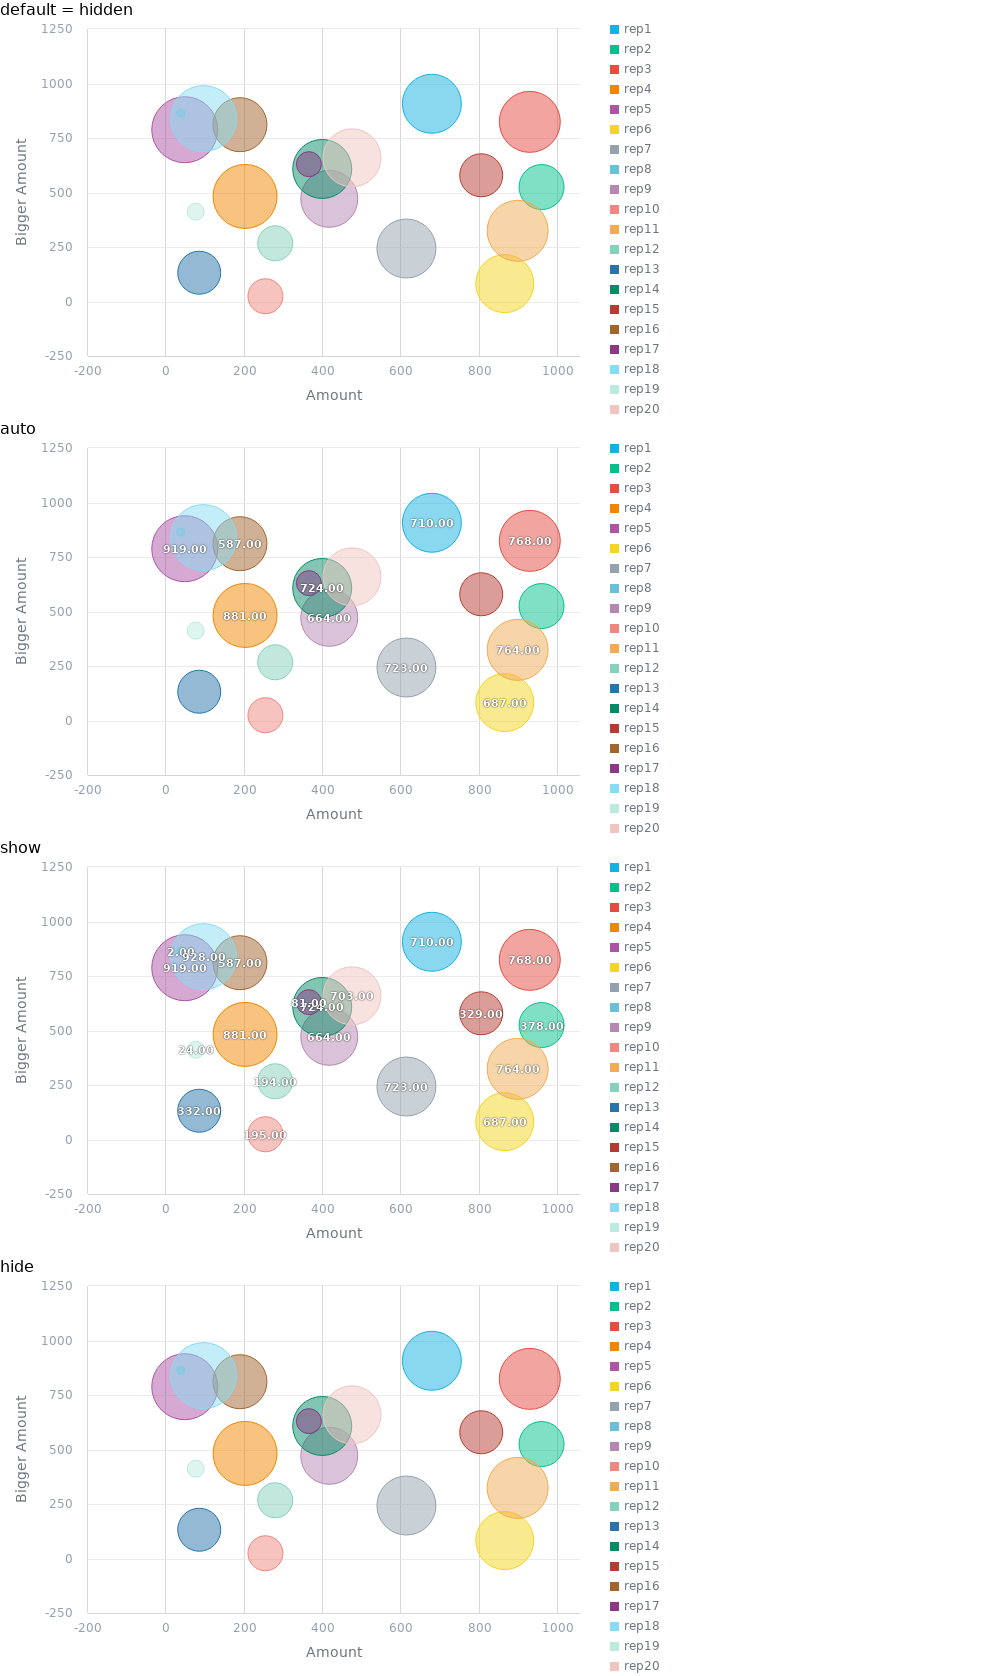 default = hidden
1250
1000
750
500
250
0
-250
-200 0 200 400 600 800 1000
Amount
Bigger Amount
rep1
rep2
rep3
rep4
rep5
rep6
rep7
rep8
rep9
rep10
rep11
rep12
rep13
rep14
rep15
rep16
rep17
rep18
rep19
rep20
auto
1250
1000
750
500
250
0
-250
-200 0 200 400 600 800 1000
Amount
Bigger Amount
710.00
768.00
919.00
587.00
724.00
881.00
664.00
764.00
723.00
687.00
rep1
rep2
rep3
rep4
rep5
rep6
rep7
rep8
rep9
rep10
rep11
rep12
rep13
rep14
rep15
rep16
rep17
rep18
rep19
rep20
show
1250
1000
750
500
250
0
-250
-200 0 200 400 600 800 1000
Amount
Bigger Amount
710.00
2.00
928.00
768.00
587.00
919.00
703.00
81.00
724.00
329.00
378.00
881.00
664.00
24.00
764.00
194.00
723.00
332.00
687.00
195.00
rep1
rep2
rep3
rep4
rep5
rep6
rep7
rep8
rep9
rep10
rep11
rep12
rep13
rep14
rep15
rep16
rep17
rep18
rep19
rep20
hide
1250
1000
750
500
250
0
-250
-200 0 200 400 600 800 1000
Amount
Bigger Amount
rep1
rep2
rep3
rep4
rep5
rep6
rep7
rep8
rep9
rep10
rep11
rep12
rep13
rep14
rep15
rep16
rep17
rep18
rep19
rep20